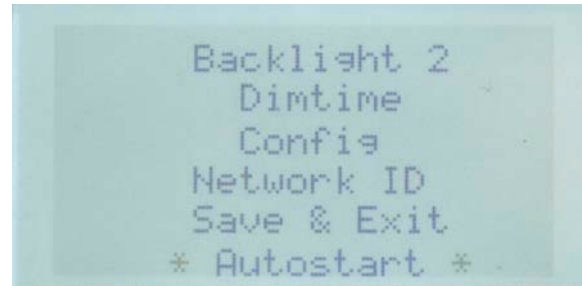 Backlight 2
Dimtime
Config
Network ID
Save & Exit
* Autostart *